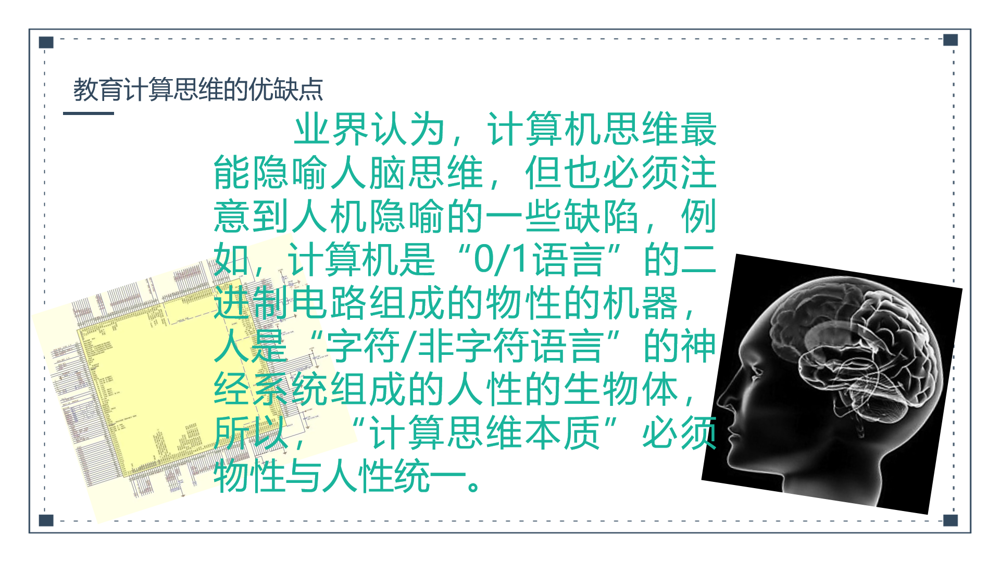 教育计算思维的优缺点
业界认为，计算机思维最
能隐喻人脑思维，但也必须注
意到人机隐喻的一些缺陷，例
如，计算机是“0/1语言”的二
进制电路组成的物性的机器，
人是“字符/非字符语言”的神
经系统组成的人性的生物体，
所以，“计算思维本质”必须
物性与人性统一。